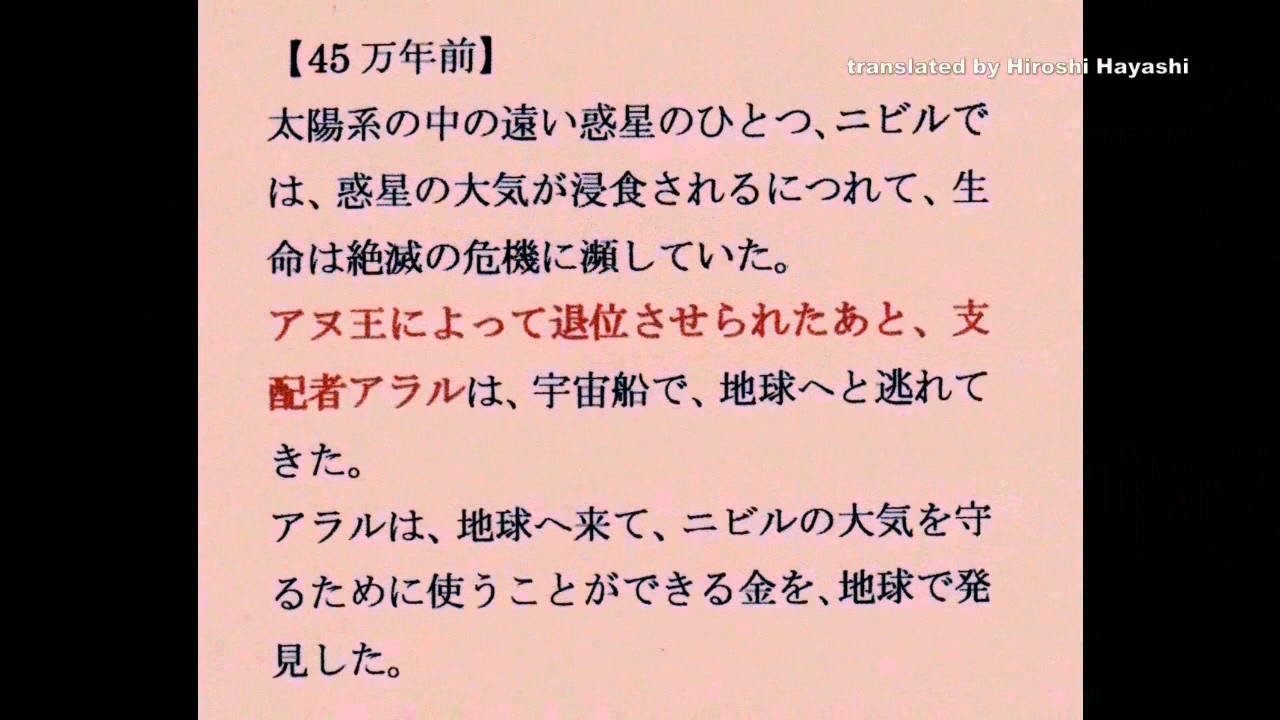 【45 万年前】
translated by Hiroshi Hayashi
太陽系の中の遠い惑星のひとつ、ニビルで
は、惑星の大気が浸食されるにつれて、生
命は絶滅の危機に瀕していた。
アヌ王によって退位させられたあと、支
配者アラルは、宇宙船で、地球へと逃れて
きた。
アラルは、地球へ来て、ニビルの大気を守
るために使うことができる金を、地球で発
見した。